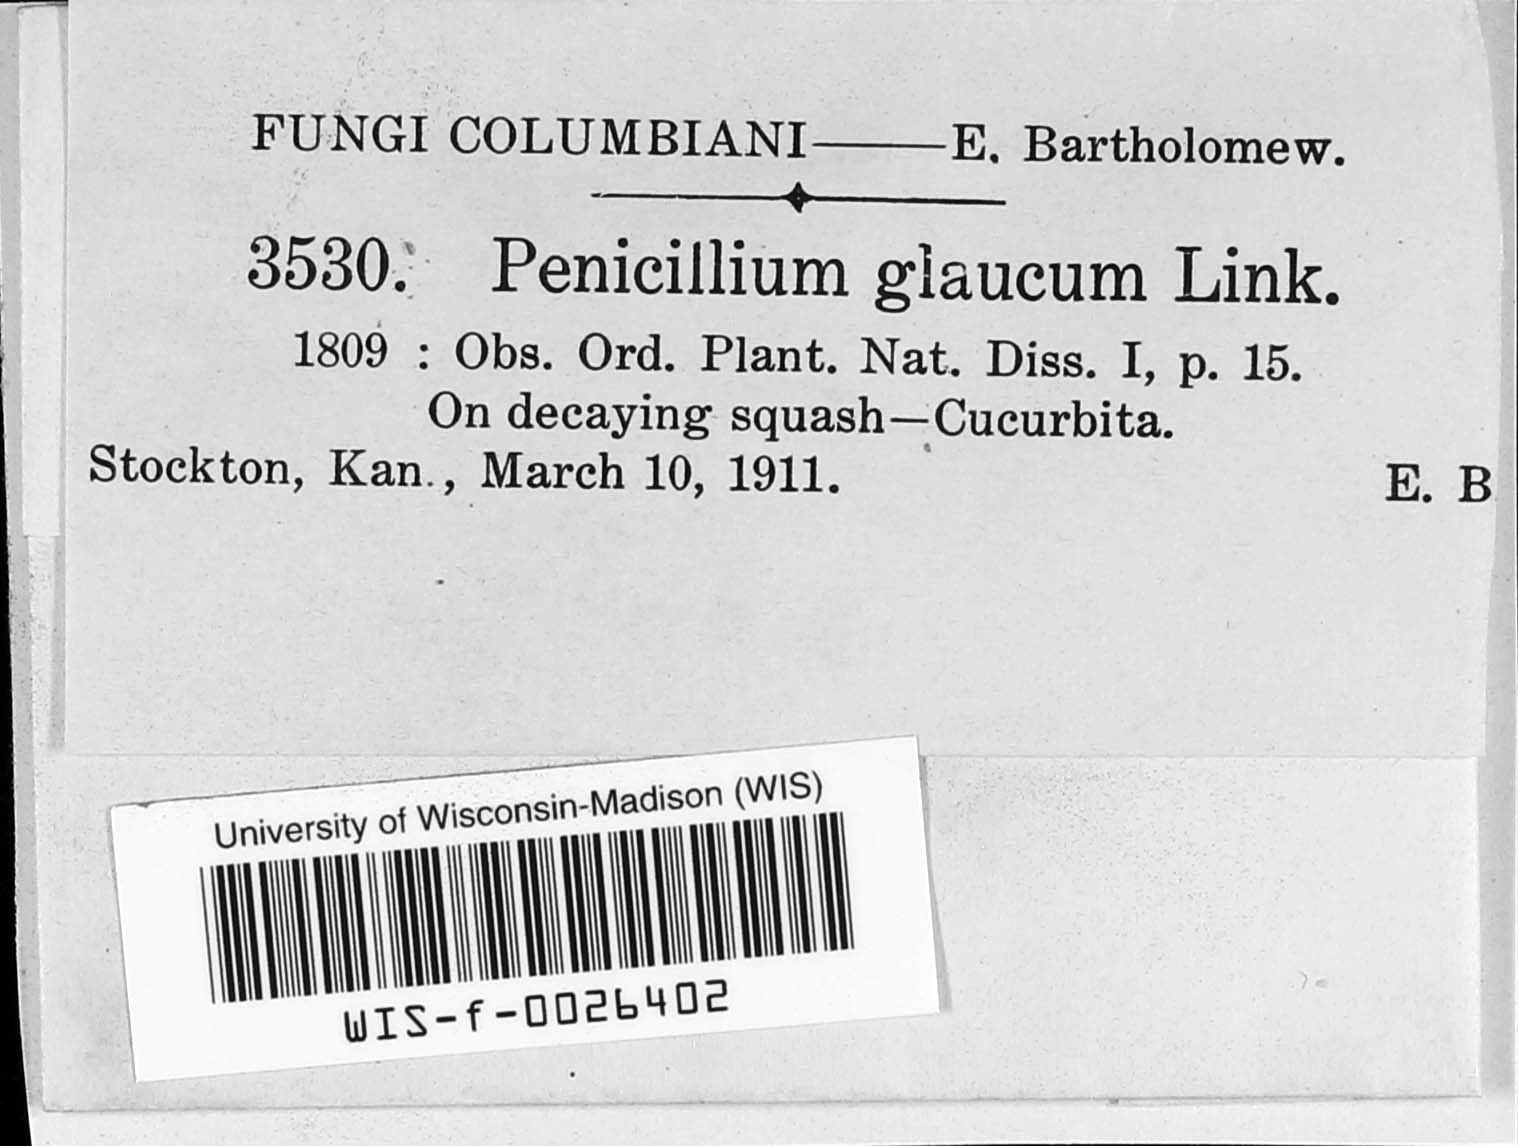 FUNGI COLUMBIANI——E. Bartholomew.
3530. Penicillium glaucum Link.
1809 : Obs. Ord. Plant. Nat. Diss. I, p. 15.
On decaying squash—Cucurbita.
Stockton, Kan., March 10, 1911. E. B
University of Wisconsin-Madison (WIS)
WIS-f-0026402